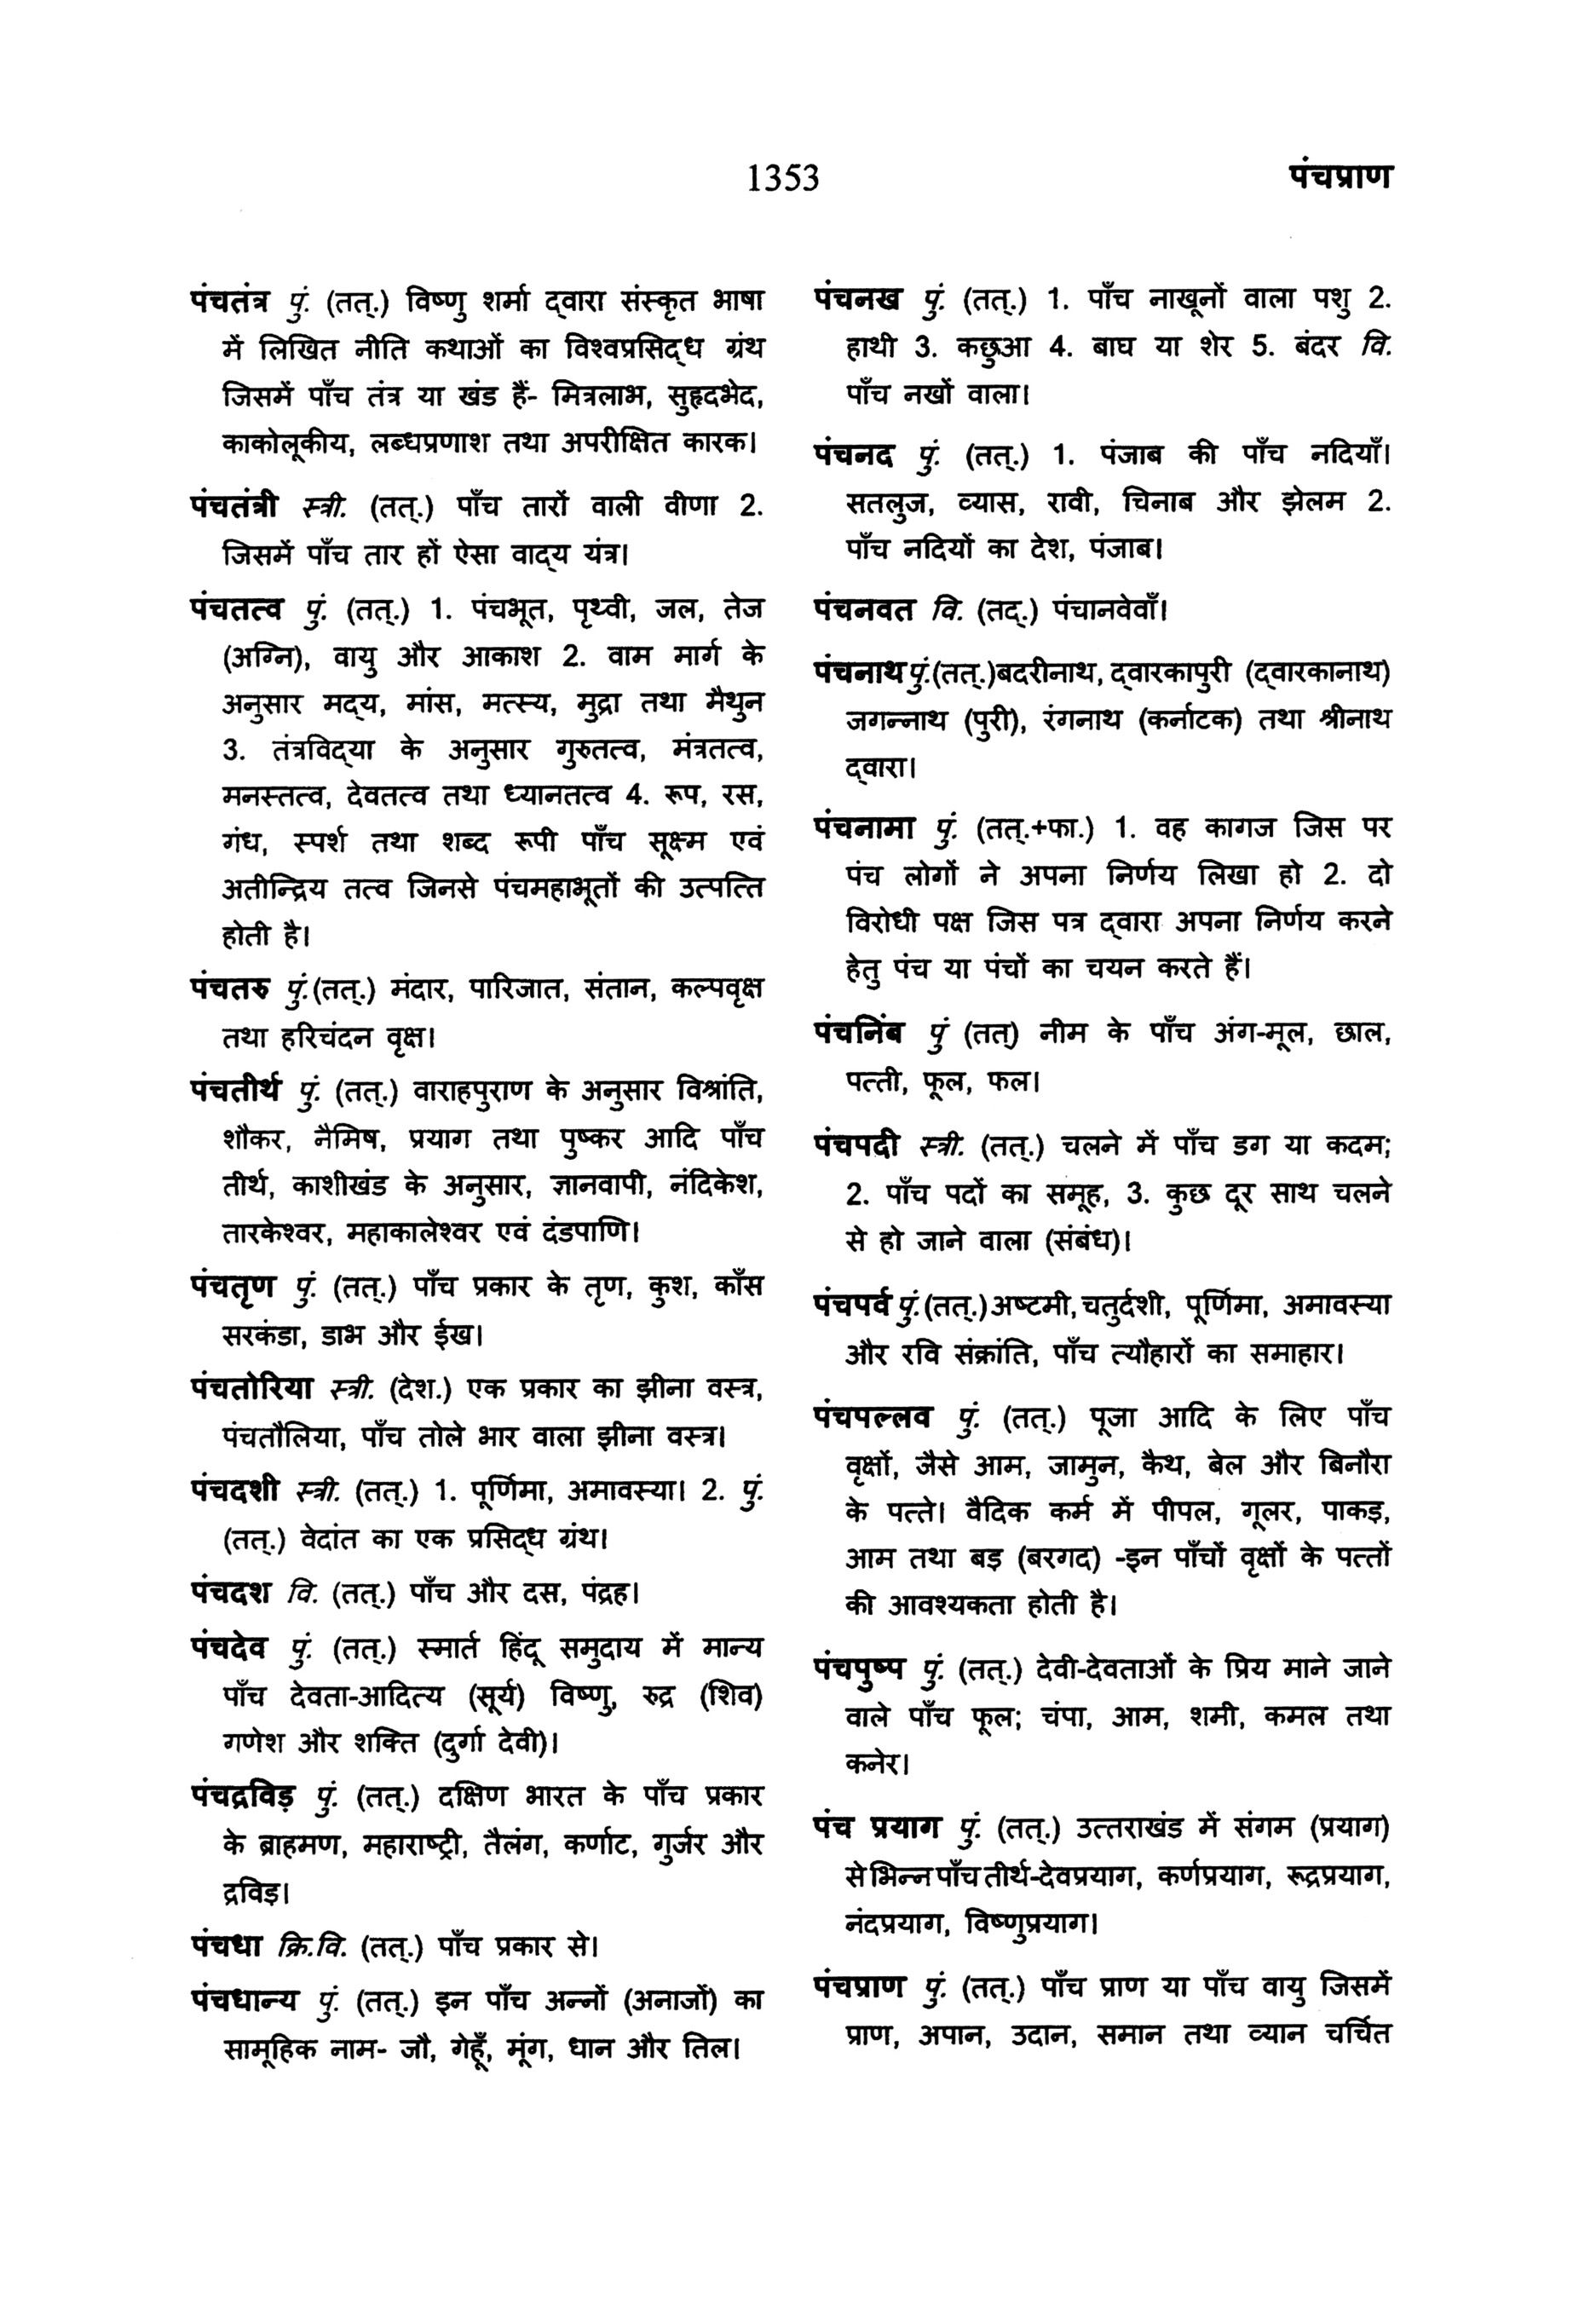 1353
पंचप्राण
पंचतंत्र पुं. (तत्.) विष्णु शर्मा द्‍वारा संस्कृत भाषा
में लिखित नीति कथाओं का विश्वप्रसिद्‍ध ग्रंथ
जिसमें पाँच तंत्र या खंड हैं- मित्रलाभ, सुहृदभेद,
काकोलूकीय, लब्धप्रणाश तथा अपरीक्षित कारक।
पंचतंत्री स्त्री. (तत्.) पाँच तारों वाली वीणा 2.
जिसमें पाँच तार हों ऐसा वाद्‍य यंत्र।
पंचतत्व पुं. (तत्.) 1. पंचभूत, पृथ्वी, जल, तेज
(अग्नि), वायु और आकाश 2. वाम मार्ग के
अनुसार मद्‍य, मांस, मत्स्य, मुद्रा तथा मैथुन
3. तंत्रविद्‍या के अनुसार गुरुतत्व, मंत्रतत्व,
मनस्तत्व, देवतत्व तथा ध्यानतत्व 4. रूप, रस,
गंध, स्पर्श तथा शब्द रूपी पाँच सूक्ष्म एवं
अतीन्द्रिय तत्व जिनसे पंचमहाभूतों की उत्पत्ति
होती है।
पंचतरु पुं.(तत्.) मंदार, पारिजात, संतान, कल्पवृक्ष
तथा हरिचंदन वृक्ष।
पंचतीर्थ पुं. (तत्.) वाराहपुराण के अनुसार विश्रांति,
शौकर, नैमिष, प्रयाग तथा पुष्कर आदि पाँच
तीर्थ, काशीखंड के अनुसार, ज्ञानवापी, नंदिकेश,
तारकेश्वर, महाकालेश्वर एवं दंडपाणि।
पंचतृण पुं. (तत्.) पाँच प्रकार के तृण, कुश, काँस
सरकंडा, डाभ और ईख।
पंचतोरिया स्त्री. (देश.) एक प्रकार का झीना वस्त्र,
पंचतौलिया, पाँच तोले भार वाला झीना वस्त्र।
पंचदशी स्त्री. (तत्.) 1. पूर्णिमा, अमावस्या। 2. पुं.
(तत्.) वेदांत का एक प्रसिद्‍ध ग्रंथ।
पंचदश वि. (तत्.) पाँच और दस, पंद्रह।
पंचदेव पुं. (तत्.) स्मार्त हिंदू समुदाय में मान्य
पाँच देवता-आदित्य (सूर्य) विष्णु, रुद्र (शिव)
गणेश और शक्ति (दुर्गा देवी)।
पंचद्रविड़ पुं. (तत्.) दक्षिण भारत के पाँच प्रकार
के ब्राहमण, महाराष्ट्री, तैलंग, कर्णाट, गुर्जर और
द्रविड़।
पंचधा क्रि.वि. (तत्.) पाँच प्रकार से।
पंचधान्य पुं. (तत्.) इन पाँच अन्नों (अनाजों) का
सामूहिक नाम- जौ, गेहूँ, मूंग, धान और तिल।
पंचनख पुं. (तत्.) 1. पाँच नाखूनों वाला पशु 2.
हाथी 3. कछुआ 4. बाघ या शेर 5. बंदर वि.
पाँच नखों वाला।
पंचनद पुं. (तत्.) 1. पंजाब की पाँच नदियाँ।
सतलुज, व्यास, रावी, चिनाब और झेलम 2.
पाँच नदियों का देश, पंजाब।
पंचनवत वि. (तद्.) पंचानवेवाँ।
पंचनाथ पुं.(तत्.)बदरीनाथ, द्‍वारकापुरी (द्‍वारकानाथ)
जगन्नाथ (पुरी), रंगनाथ (कर्नाटक) तथा श्रीनाथ
द्‍वारा।
पंचनामा पुं. (तत्.+फा.) 1. वह कागज जिस पर
पंच लोगों ने अपना निर्णय लिखा हो 2. दो
विरोधी पक्ष जिस पत्र द्‍वारा अपना निर्णय करने
हेतु पंच या पंचों का चयन करते हैं।
पंचनिंब पुं (तत्) नीम के पाँच अंग-मूल, छाल,
पत्ती, फूल, फल।
पंचपदी स्त्री. (तत्.) चलने में पाँच डग या कदम;
2. पाँच पदों का समूह, 3. कुछ दूर साथ चलने
से हो जाने वाला (संबंध)।
पंचपर्व पुं.(तत्.)अष्टमी,चतुर्दशी, पूर्णिमा, अमावस्या
और रवि संक्रांति, पाँच त्यौहारों का समाहार।
पंचपल्लव पुं. (तत्.) पूजा आदि के लिए पाँच
वृक्षों, जैसे आम, जामुन, कैथ, बेल और बिनौरा
के पत्ते। वैदिक कर्म में पीपल, गूलर, पाकड़,
आम तथा बड़ (बरगद) -इन पाँचों वृक्षों के पत्तों
की आवश्यकता होती है।
पंचपुष्प पुं. (तत्.) देवी-देवताओं के प्रिय माने जाने
वाले पाँच फूल; चंपा, आम, शमी, कमल तथा
कनेर।
पंच प्रयाग पुं. (तत्.) उत्तराखंड में संगम (प्रयाग)
से भिन्न पाँच तीर्थ-देवप्रयाग, कर्णप्रयाग, रूद्रप्रयाग,
नंदप्रयाग, विष्णुप्रयाग।
पंचप्राण पुं. (तत्.) पाँच प्राण या पाँच वायु जिसमें
प्राण, अपान, उदान, समान तथा व्यान चर्चित